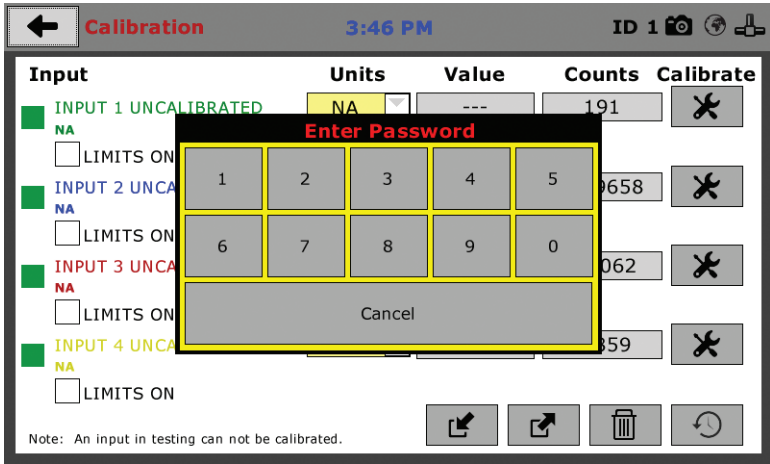 Calibration 3:46 PM ID 1
Input Units Value Counts Calibrate
INPUT 1 UNCALIBRATED NA --- 191
NA
Enter Password
LIMITS ON
1 2 3 4 5
INPUT 2 UNCA 9658
NA
LIMITS ON
6 7 8 9 0
INPUT 3 UNCA 062
NA
LIMITS ON
Cancel
INPUT 4 UNCA 359
NA
LIMITS ON
Note: An input in testing can not be calibrated.